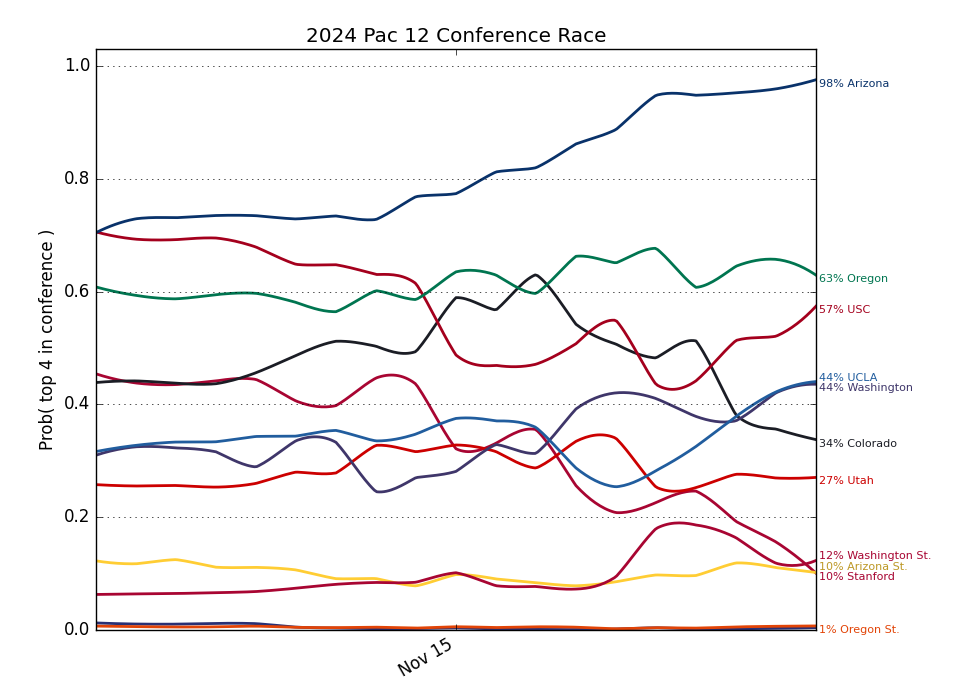 2024 Pac 12 Conference Race
Prob( top 4 in conference )
1.0
0.8
0.6
0.4
0.2
0.0
Nov 15
98% Arizona
63% Oregon
57% USC
44% UCLA
44% Washington
34% Colorado
27% Utah
12% Washington St.
10% Arizona St.
10% Stanford
1% Oregon St.